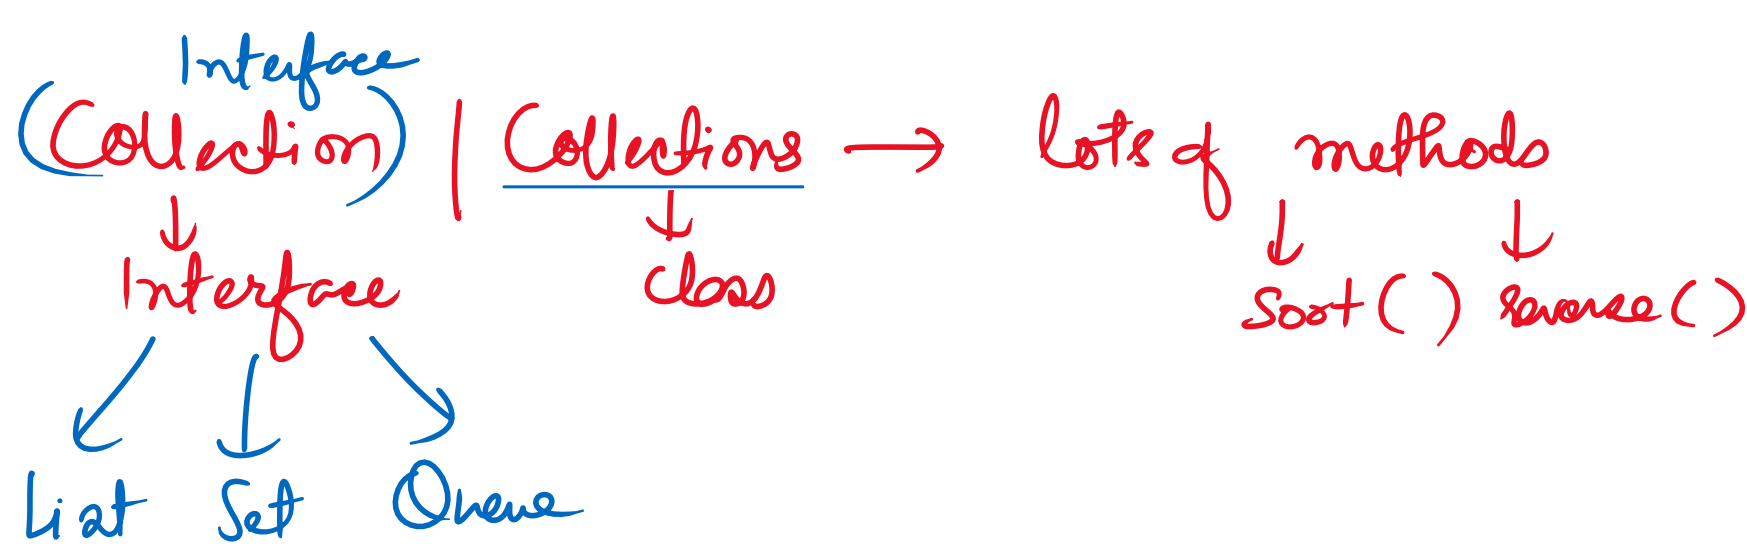 Interface
(Collection) | Collections → lots of methods
Interface class sort() reverse()
List Set Queue